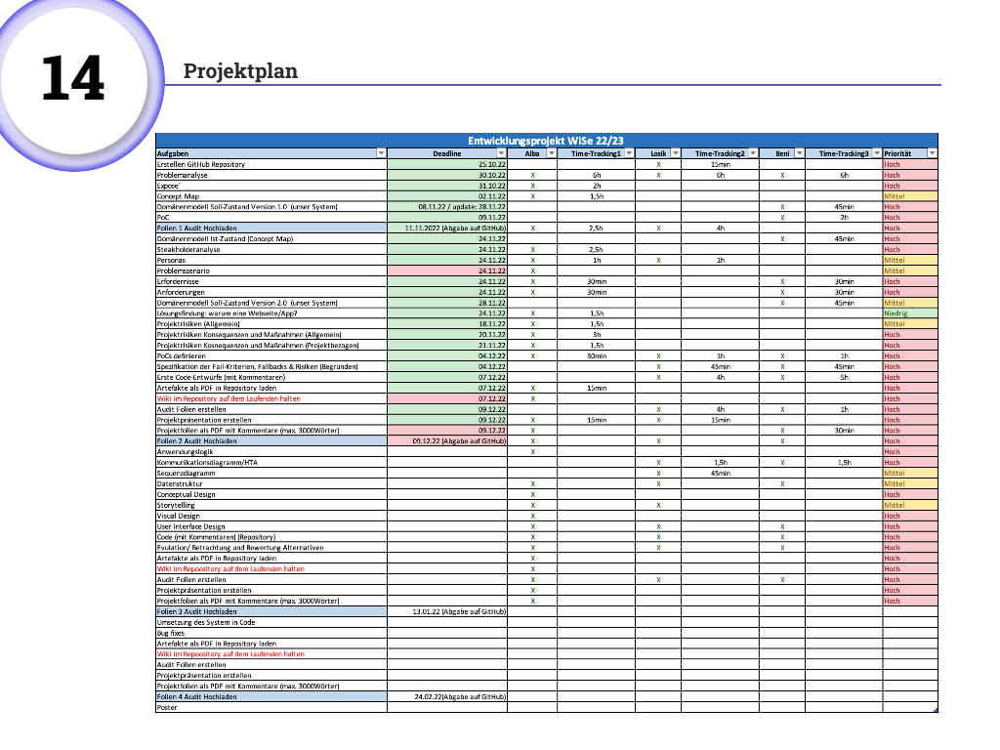 14
Projektplan
Entwicklungsprojekt WiSe 22/23
Aufgaben Deadline Alba Time-Tracking1 Losik Time-Tracking2 Beni Time-Tracking3 Priorität
Erstellen GitHub Repository 25.10.22 X 15min Hoch
Problemanalyse 30.10.22 X 6h X 6h X 6h Hoch
Expose´ 31.10.22 X 2h Hoch
Concept Map 02.11.22 X 1,5h Mittel
Domänenmodell Soll-Zustand Version 1.0 (unser System) 08.11.22 / update: 28.11.22 X 45min Hoch
PoC 09.11.22 X 2h Hoch
Folien 1 Audit Hochladen 11.11.2022 (Abgabe auf GitHub) X 2,5h X 4h Hoch
Domänenmodell Ist-Zustand (Concept Map) 24.11.22 X 45min Hoch
Steakholderanalyse 24.11.22 X 2,5h Hoch
Personas 24.11.22 X 1h X 1h Mittel
Problemszenario 24.11.22 X Mittel
Erfordernisse 24.11.22 X 30min X 30min Hoch
Anforderungen 24.11.22 X 30min X 30min Hoch
Domänenmodell Soll-Zustand Version 2.0 (unser System) 28.11.22 X 45min Mittel
Lösungsfindung: warum eine Webseite/App? 24.11.22 X 1,5h Niedrig
Projektrisiken (Allgemein) 18.11.22 X 1,5h Mittel
Projektrisiken Konsequenzen und Maßnahmen (Allgemein) 20.11.22 X 3h Hoch
Projektrisiken Kosnequenzen und Maßnahmen (Projektbezogen) 21.11.22 X 1,5h Hoch
PoCs definieren 04.12.22 X 30min X 1h X 1h Hoch
Spezifikation der Fail-Kriterien, Fallbacks & Risiken (Begründen) 04.12.22 X 45min X 45min Hoch
Erste Code-Entwürfe (mit Kommentaren) 07.12.22 X 4h X 5h Hoch
Artefakte als PDF in Repository laden 07.12.22 X 15min Hoch
Wiki im Repository auf dem Laufenden halten 07.12.22 X Hoch
Audit Folien erstellen 09.12.22 X 4h X 1h Hoch
Projektpräsentation erstellen 09.12.22 X 15min X 15min Hoch
Projektfolien als PDF mit Kommentare (max. 3000Wörter) 09.12.22 X X 30min Hoch
Folien 2 Audit Hochladen 09.12.22 (Abgabe auf GitHub) X X X Hoch
Anwendungslogik X Hoch
Kommunikationsdiagramm/HTA X 1,5h X 1,5h Hoch
Sequenzdiagramm X 45min Mittel
Datenstruktur X X X Mittel
Conceptual Design X Hoch
Storytelling X X Mittel
Visual Design X Hoch
User Interface Design X X X Hoch
Code (mit Kommentaren) (Repository) X X X Hoch
Evulation/ Betrachtung und Bewertung Alternativen X X X Hoch
Artefakte als PDF in Repository laden X Hoch
Wiki im Repoository auf dem Laufenden halten X Hoch
Audit Folien erstellen X X X Hoch
Projektpräsentation erstellen X Hoch
Projektfolien als PDF mit Kommentare (max. 3000Wörter) X Hoch
Folien 3 Audit Hochladen 13.01.22 (Abgabe auf GitHub)
Umsetzung des System in Code
Bug fixes
Artefakte als PDF in Repository laden
Wiki im Repoository auf dem Laufenden halten
Audit Folien erstellen
Projektpräsentation erstellen
Projektfolien als PDF mit Kommentare (max. 3000Wörter)
Folien 4 Audit Hochladen 24.02.22(Abgabe auf GitHub)
Poster